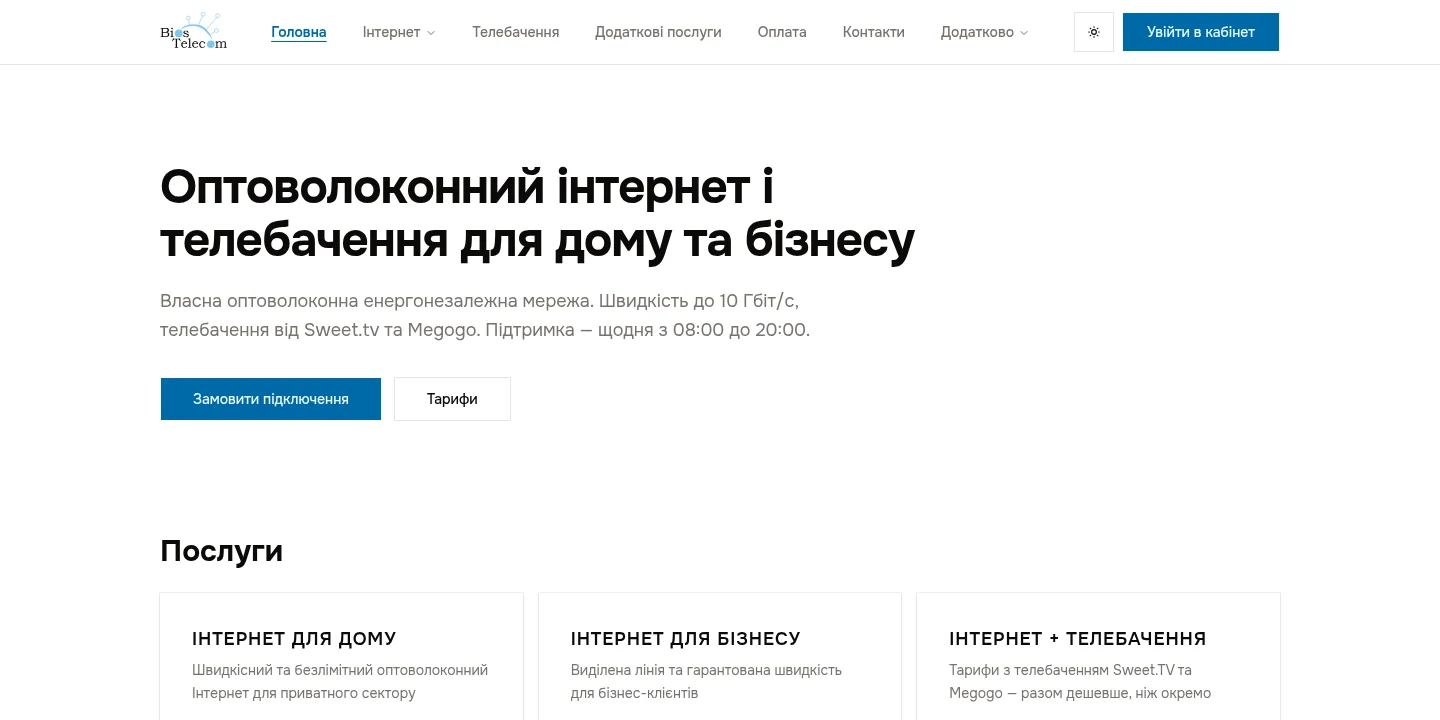 Bios
Telecom
Головна
Інтернет
Телебачення
Додаткові послуги
Оплата
Контакти
Додатково
Увійти в кабінет
Оптоволоконний інтернет і
телебачення для дому та бізнесу
Власна оптоволоконна енергонезалежна мережа. Швидкість до 10 Гбіт/с,
телебачення від Sweet.tv та Megogo. Підтримка — щодня з 08:00 до 20:00.
Замовити підключення
Тарифи
Послуги
ІНТЕРНЕТ ДЛЯ ДОМУ
Швидкісний та безлімітний оптоволоконний
Інтернет для приватного сектору
ІНТЕРНЕТ ДЛЯ БІЗНЕСУ
Виділена лінія та гарантована швидкість
для бізнес-клієнтів
ІНТЕРНЕТ + ТЕЛЕБАЧЕННЯ
Тарифи з телебаченням Sweet.TV та
Megogo — разом дешевше, ніж окремо